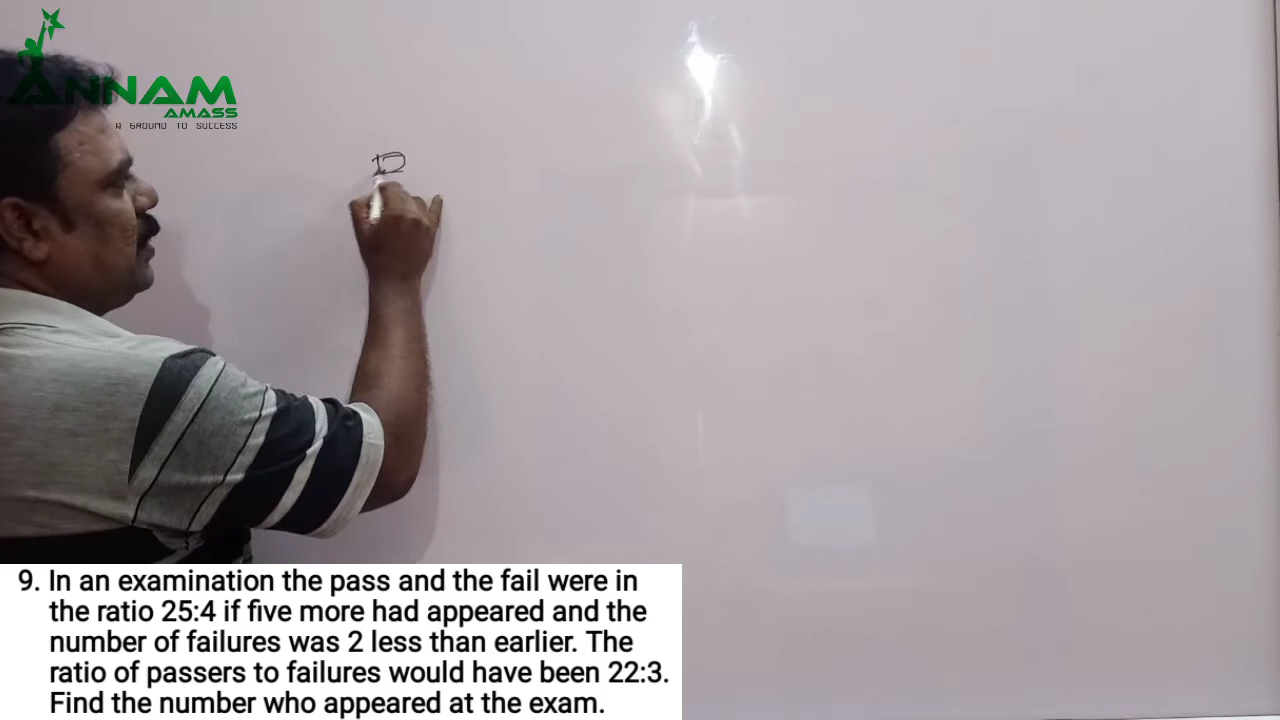 ANNAM
AMASS
A GROUND TO SUCCESS
9. In an examination the pass and the fail were in
the ratio 25:4 if five more had appeared and the
number of failures was 2 less than earlier. The
ratio of passers to failures would have been 22:3.
Find the number who appeared at the exam.